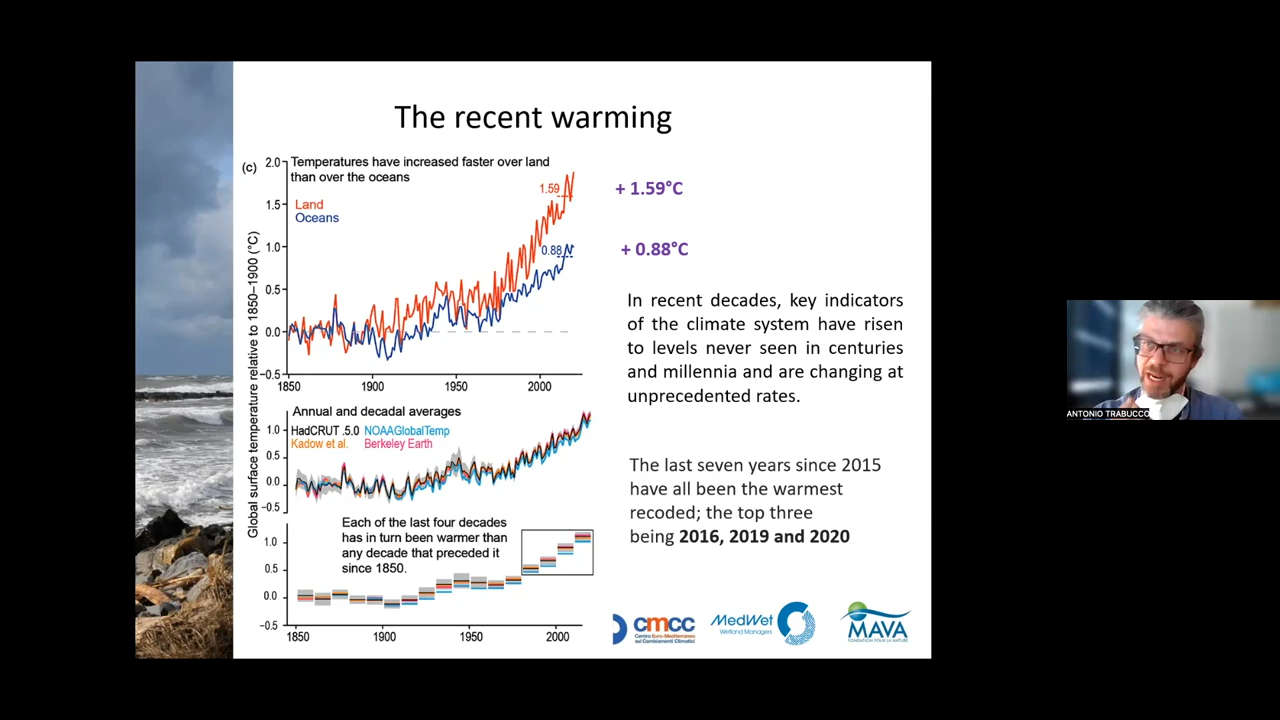 The recent warming
(c)
Global surface temperature relative to 1850–1900 (°C)
2.0
1.5
1.0
0.5
0.0
−0.5
Temperatures have increased faster over land
than over the oceans
Land
Oceans
1.59
0.88
1850
1900
1950
2000
+ 1.59°C
+ 0.88°C
In recent decades, key indicators
of the climate system have risen
to levels never seen in centuries
and millennia and are changing at
unprecedented rates.
Annual and decadal averages
HadCRUT .5.0 NOAAGlobalTemp
Kadow et al. Berkeley Earth
1.0
0.5
0.0
−0.5
The last seven years since 2015
have all been the warmest
recoded; the top three
being 2016, 2019 and 2020
Each of the last four decades
has in turn been warmer than
any decade that preceded it
since 1850.
1.0
0.5
0.0
−0.5
1850
1900
1950
2000
cmcc
Centro Euro-Mediterraneo
sui Cambiamenti Climatici
MedWet
Wetland Managers
MAVA
FONDATION POUR LA NATURE
ANTONIO TRABUCCO